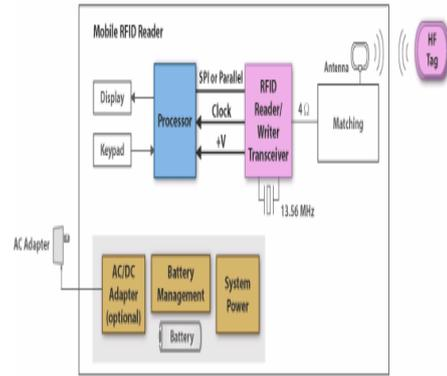 Mobile RFID Reader
HF
Tag
Antenna
SPI or Parallel
RFID
Reader/
Writer
Transceiver
Display
Processor
Clock
4 Ω
Matching
Keypad
+V
13.56 MHz
AC Adapter
AC/DC
Adapter
(optional)
Battery
Management
System
Power
Battery